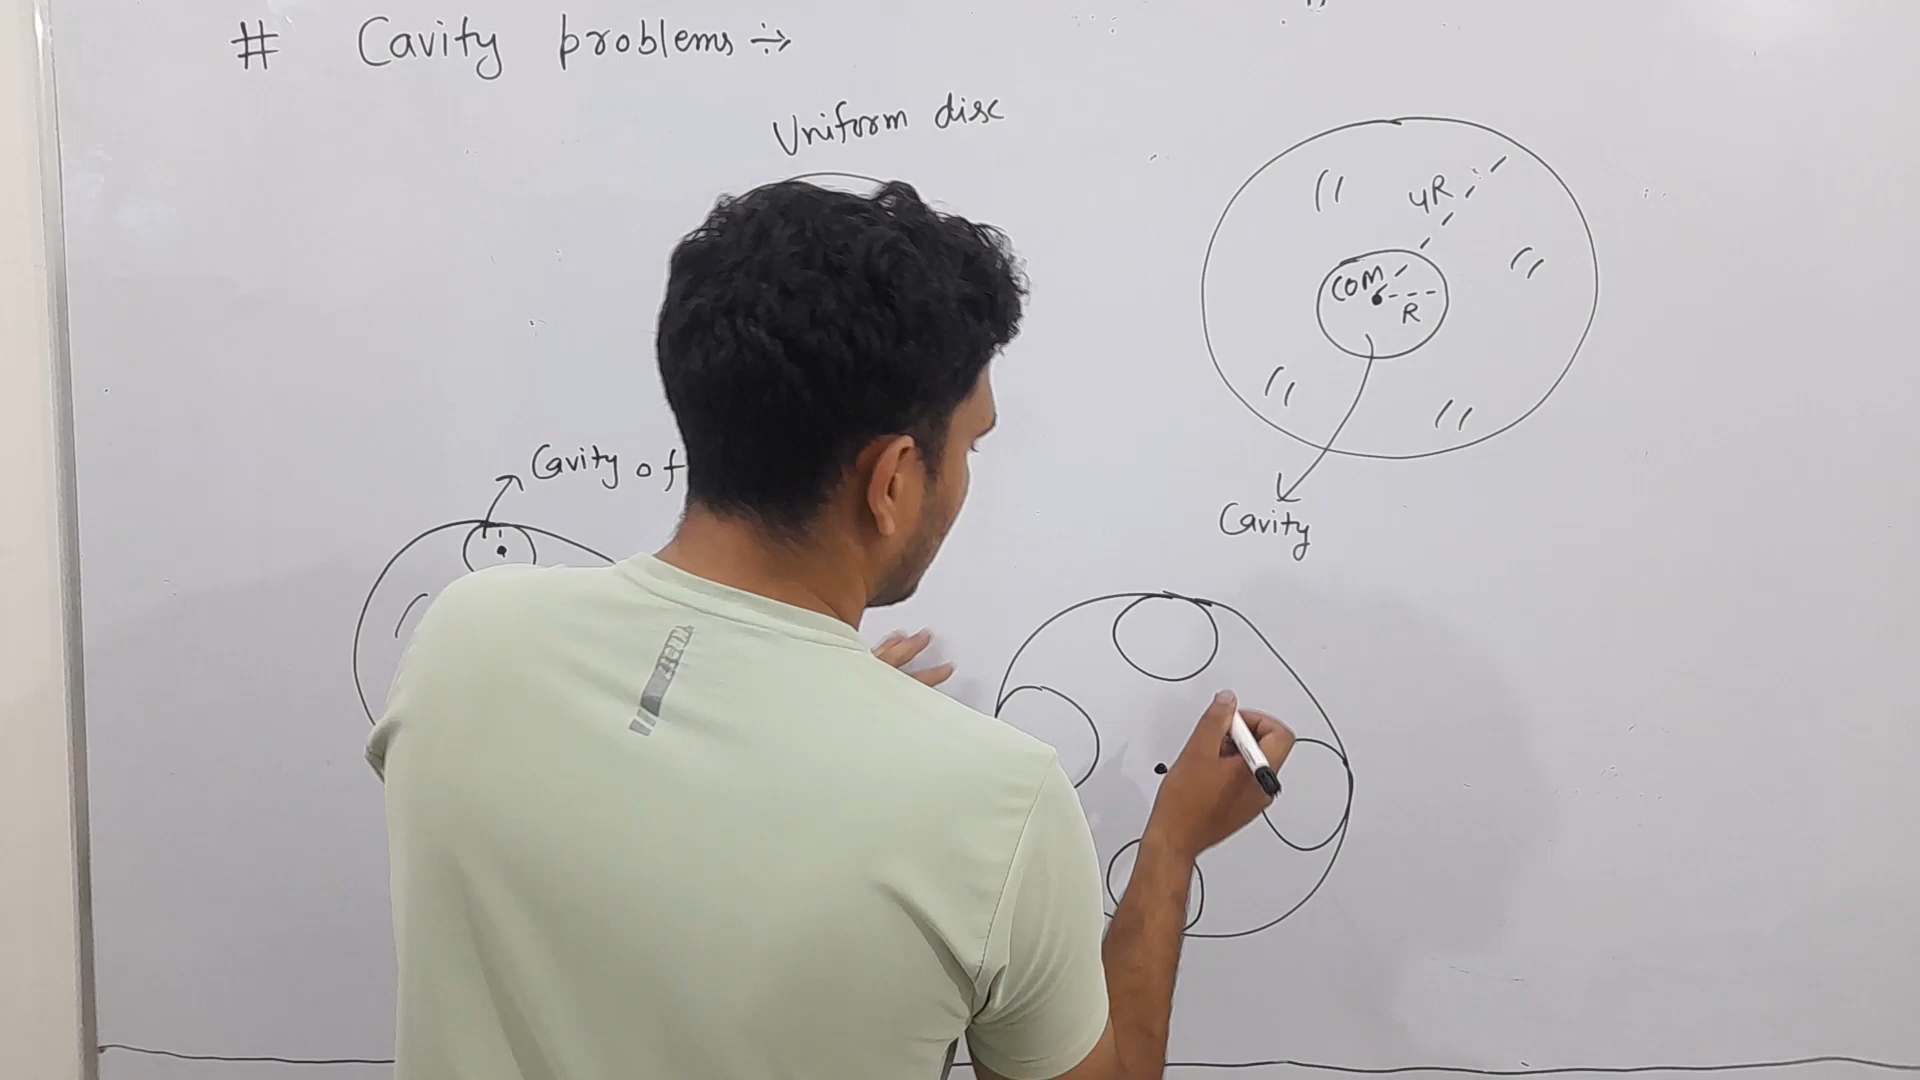 # Cavity problems ÷>
Uniform disc
4R
COM
R
Cavity of
Cavity